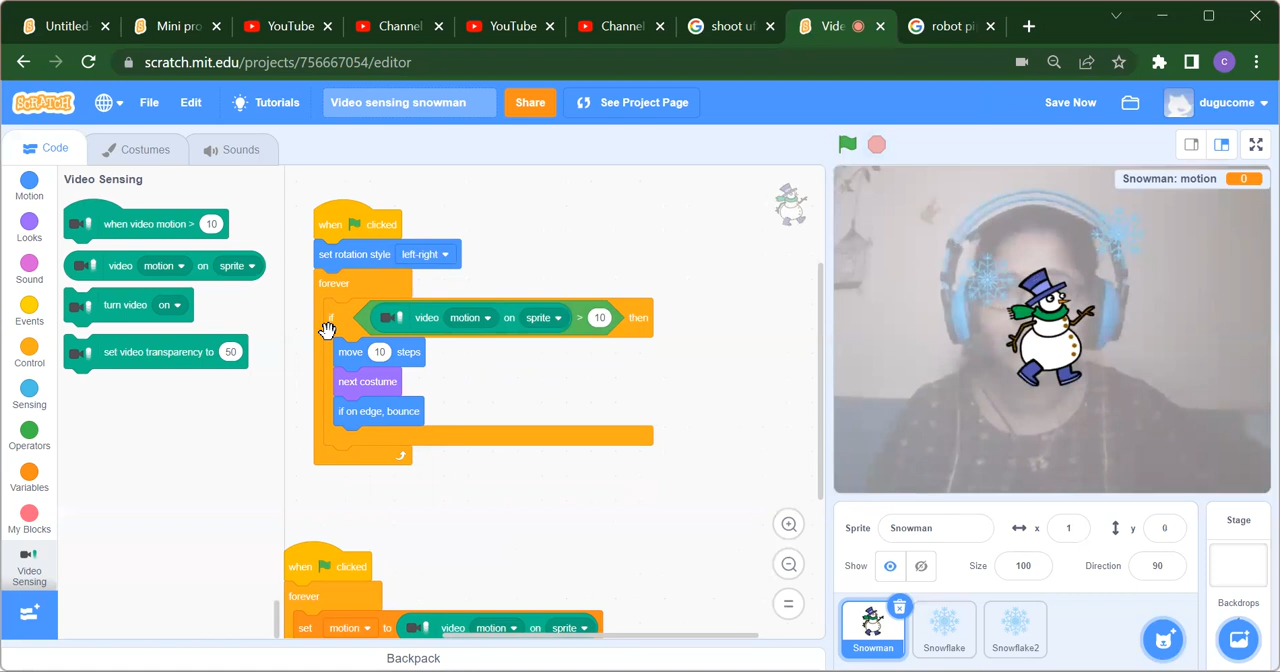 Untitled
Mini pro
YouTube
Channel
YouTube
Channel
shoot uf
Vide
robot pi
scratch.mit.edu/projects/756667054/editor
C
SCRATCH
File
Edit
Tutorials
Video sensing snowman
Share
See Project Page
Save Now
dugucome
Code
Costumes
Sounds
Motion
Looks
Sound
Events
Control
Sensing
Operators
Variables
My Blocks
Video
Sensing
Video Sensing
when video motion > 10
video motion on sprite
turn video on
set video transparency to 50
when clicked
set rotation style left-right
forever
if video motion on sprite > 10 then
move 10 steps
next costume
if on edge, bounce
when clicked
forever
set motion to video motion on sprite
Backpack
Snowman: motion 0
Sprite Snowman x 1 y 0
Show Size 100 Direction 90
Snowman
Snowflake
Snowflake2
Stage
Backdrops